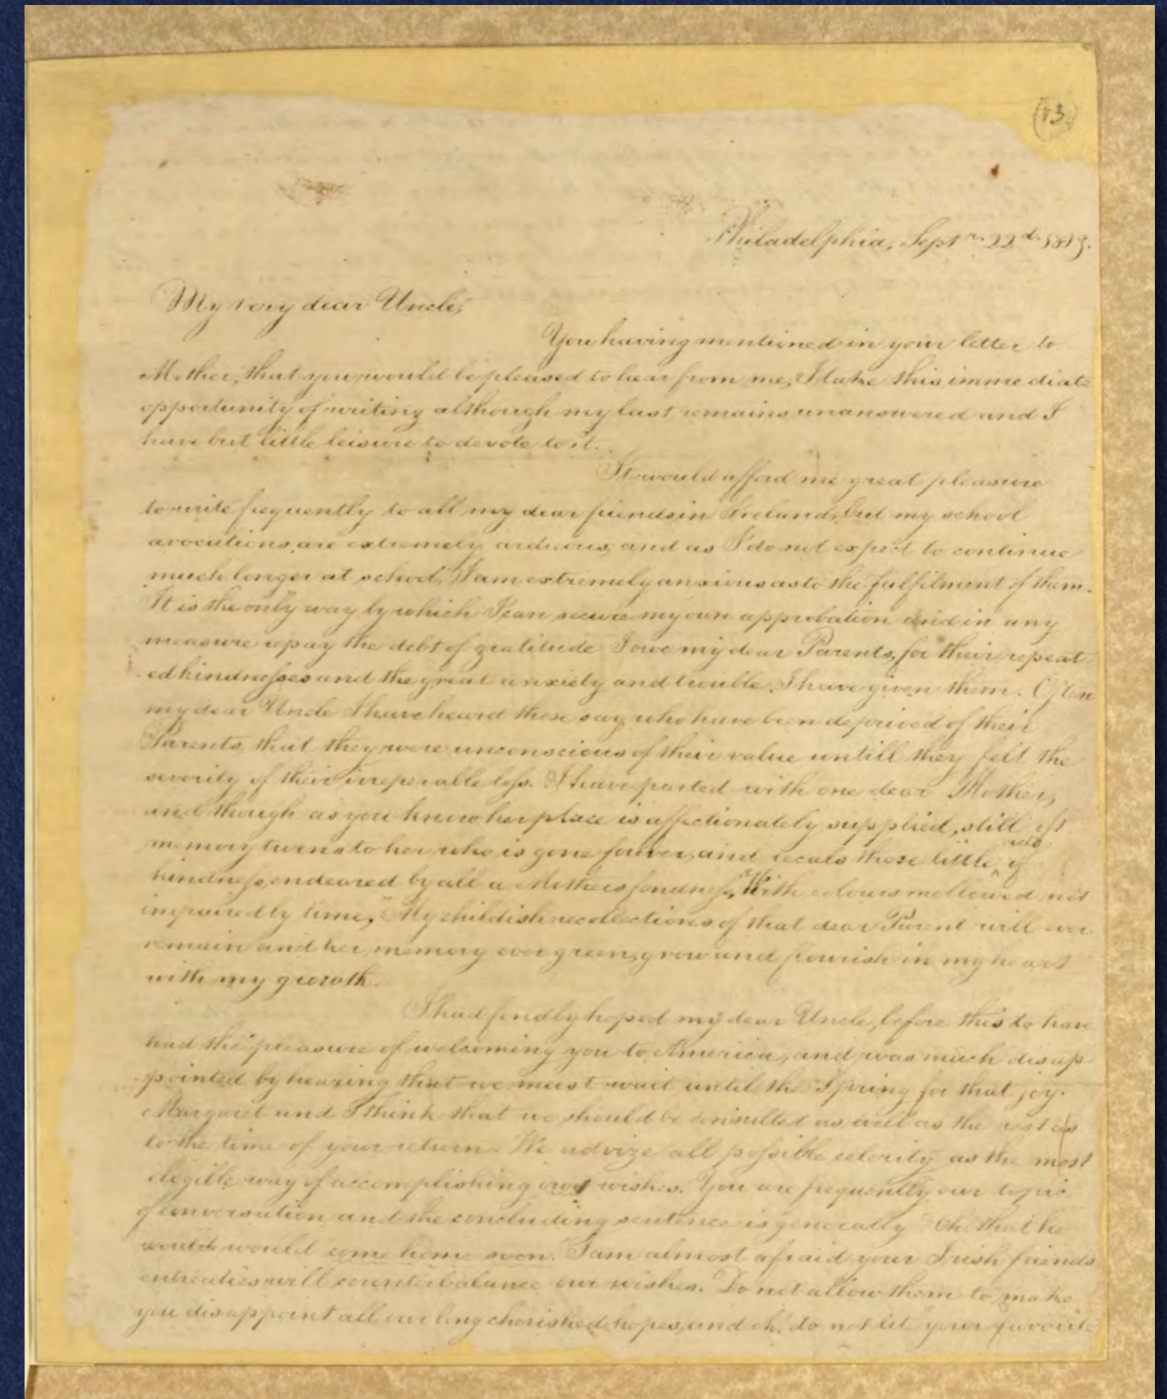 (13)
Philadelphia, Septr. 22d.
My very dear Uncle,
You having mentioned in your letter to
Mother, that you would be pleased to hear from me, I take this immediate
opportunity of writing although my last remains unanswered and I
have but little leisure to devote to it.
It would afford me great pleasure
to write frequently to all my dear friends in Ireland, but my school
avocations are extremely arduous, and as I do not expect to continue
much longer at school, I am extremely anxious as to the fulfilment of them.
It is the only way by which I can secure my own approbation and in any
measure repay the debt of gratitude I owe my dear Parents, for their repeat
ed kindnesses and the great anxiety and trouble I have given them. Often
my dear Uncle I have heard those say, who have been deprived of their
Parents, that they were unconscious of their value untill they felt the
severity of their irreperable loss. I have parted with one dear Mother,
and though as you know her place is affectionately supplied, still
memory turns to her, who is gone forever, and recals those little, of
kindness, endeared by all a Mothers fondness, "With colours mellowed not
impaired by time," My childish recollections of that dear Parent will ever
remain and her memory ever green, grow and flourish in my heart
with my growth.
I had fondly hoped my dear Uncle, before this to have
had the pleasure of welcoming you to America, and was much disap
pointed by hearing that we must wait until the Spring for that joy.
Margaret and I think that we should be consulted as well as the rest as
to the time of your return. We advize all possible celerity as the most
elegible way of accomplishing our wishes. You are frequently our topic
of conversation and the concluding sentence is generally "Oh. that he
would come home soon." I am almost afraid your Irish friends
entreaties will counterbalance our wishes. Do not allow them to make
you disappoint all our long cherished hopes, and oh! do not let your favorite